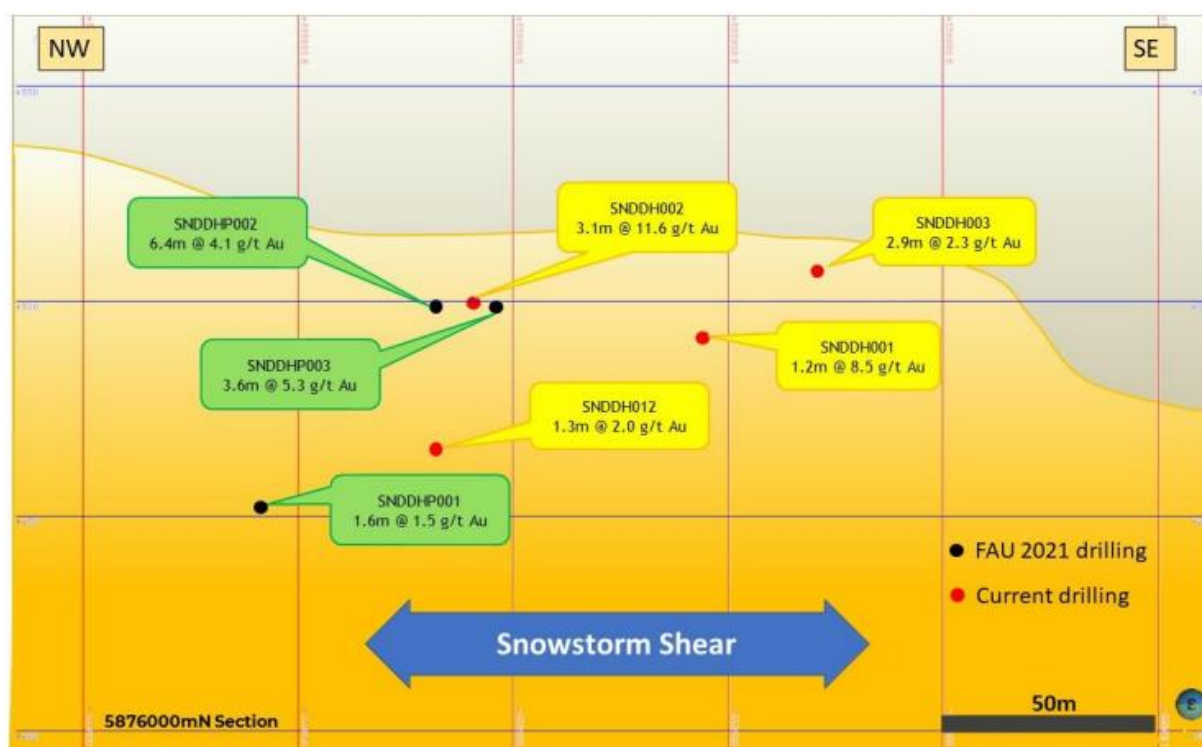 NW
SE
SNDDHP002
6.4m @ 4.1 g/t Au
SNDDH002
3.1m @ 11.6 g/t Au
SNDDH003
2.9m @ 2.3 g/t Au
SNDDHP003
3.6m @ 5.3 g/t Au
SNDDH001
1.2m @ 8.5 g/t Au
SNDDH012
1.3m @ 2.0 g/t Au
SNDDHP001
1.6m @ 1.5 g/t Au
FAU 2021 drilling
Current drilling
Snowstorm Shear
5876000mN Section
50m